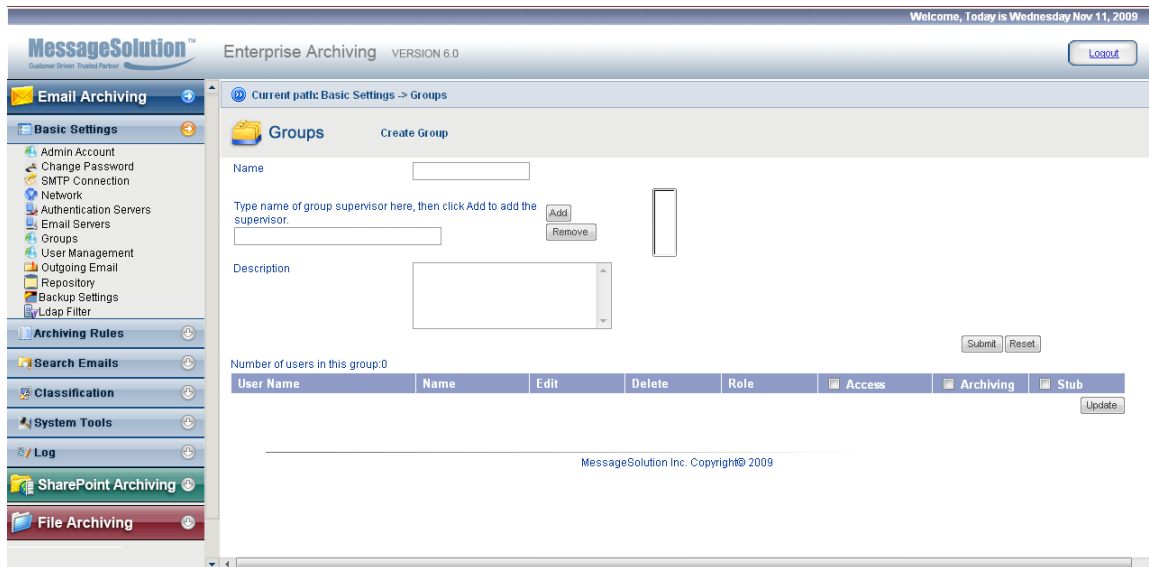 Welcome, Today is Wednesday Nov 11, 2009
MessageSolution™
Customer Driven Trusted Partner
Enterprise Archiving VERSION 6.0
Logout
Email Archiving
Current path: Basic Settings -> Groups
Basic Settings
Admin Account
Change Password
SMTP Connection
Network
Authentication Servers
Email Servers
Groups
User Management
Outgoing Email
Repository
Backup Settings
Ldap Filter
Archiving Rules
Search Emails
Classification
System Tools
Log
SharePoint Archiving
File Archiving
Groups
Create Group
Name
Type name of group supervisor here, then click Add to add the
supervisor.
Add
Remove
Description
Submit Reset
Number of users in this group:0
User Name Name Edit Delete Role Access Archiving Stub
Update
MessageSolution Inc. Copyright© 2009